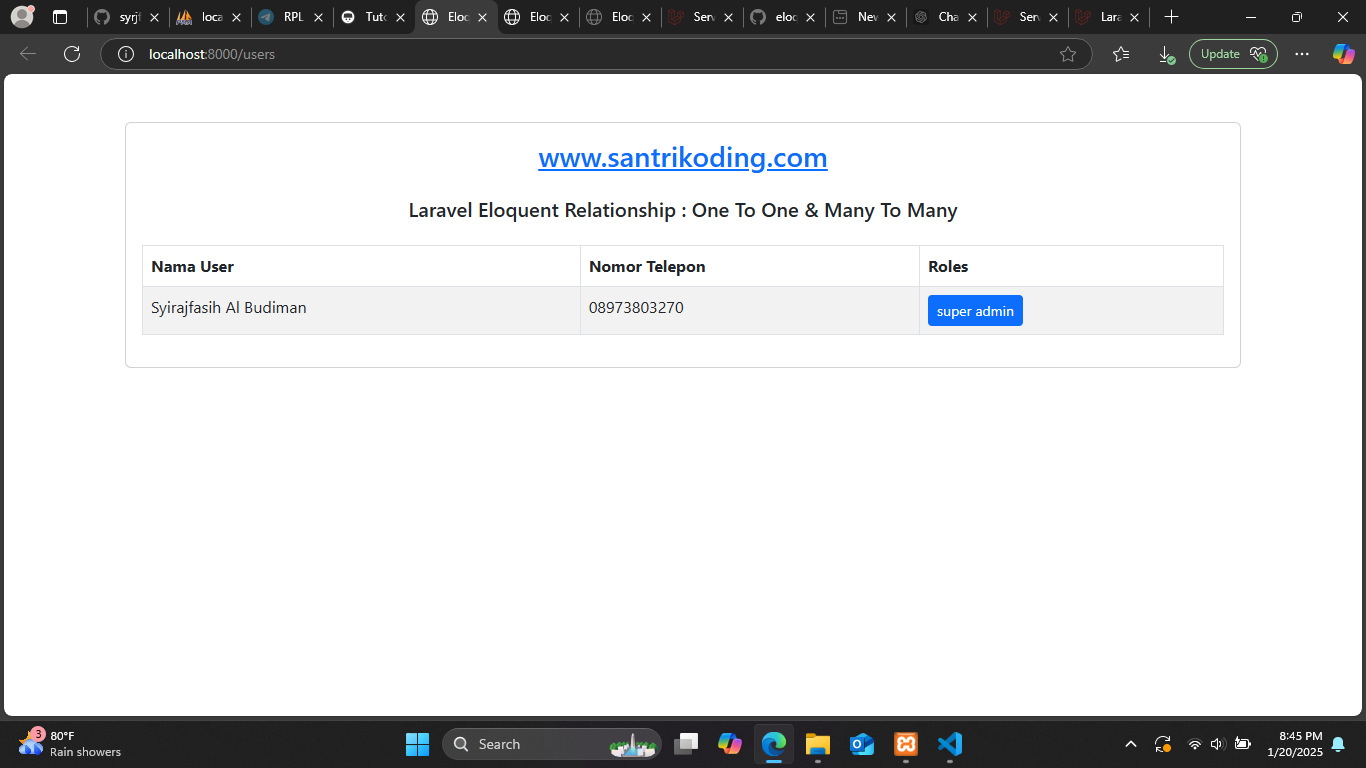 syrjf
loca
RPL
Tuto
Eloq
Eloq
Eloq
Serv
eloq
New
Cha
Serv
Lara
localhost:8000/users
Update
www.santrikoding.com
Laravel Eloquent Relationship : One To One & Many To Many
Nama User Nomor Telepon Roles
Syirajfasih Al Budiman 08973803270 super admin
3
80°F
Rain showers
Search
8:45 PM
1/20/2025